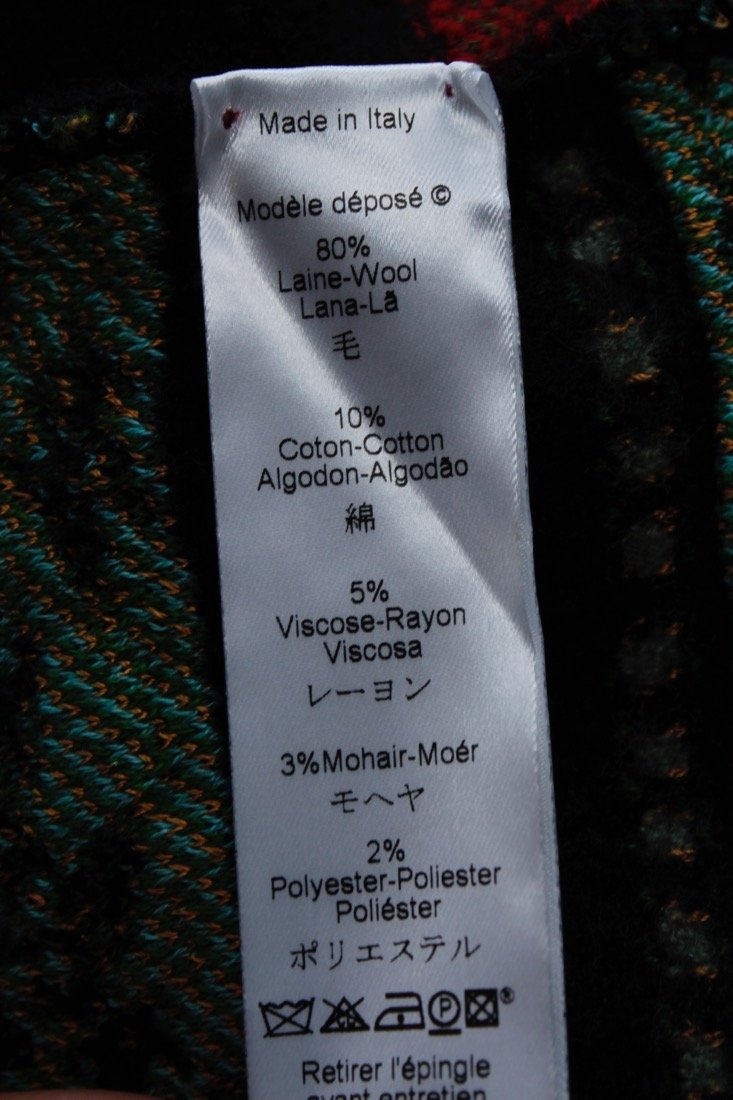 Made in Italy
Modèle déposé ©
80%
Laine-Wool
Lana-Lã
毛
10%
Coton-Cotton
Algodon-Algodão
綿
5%
Viscose-Rayon
Viscosa
レーヨン
3%Mohair-Moér
モヘヤ
2%
Polyester-Poliester
Poliéster
ポリエステル
Retirer l'épingle
avant entretien